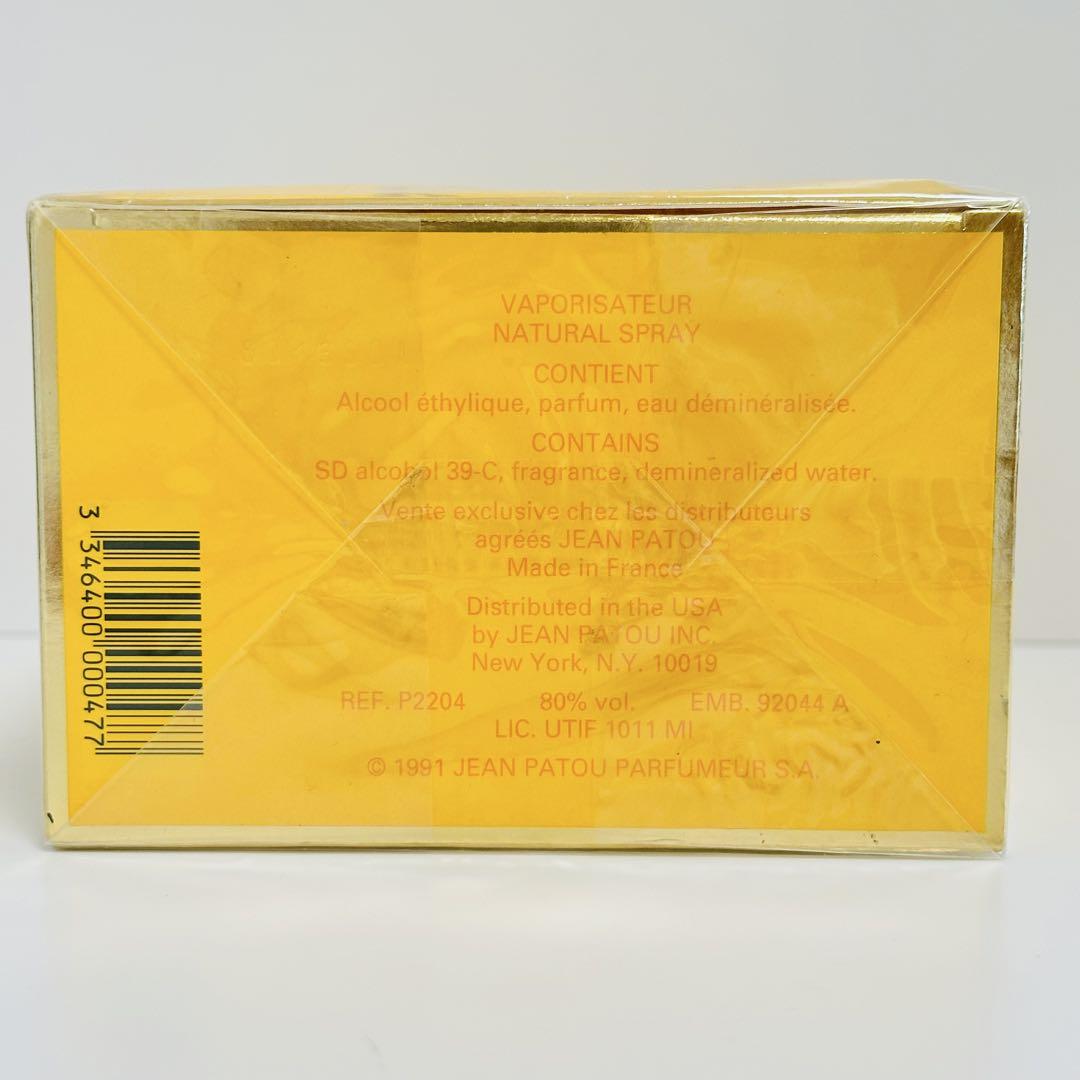 VAPORISATEUR
NATURAL SPRAY
CONTIENT
Alcool éthylique, parfum, eau déminéralisée.
CONTAINS
SD alcohol 39-C, fragrance, demineralized water.
Vente exclusive chez les distributeurs
agréés JEAN PATOU
Made in France
Distributed in the USA
by JEAN PATOU INC.
New York, N.Y. 10019
REF. P2204 80% vol. EMB. 92044 A
LIC. UTIF 1011 MI
© 1991 JEAN PATOU PARFUMEUR S.A.
3 346400 000477